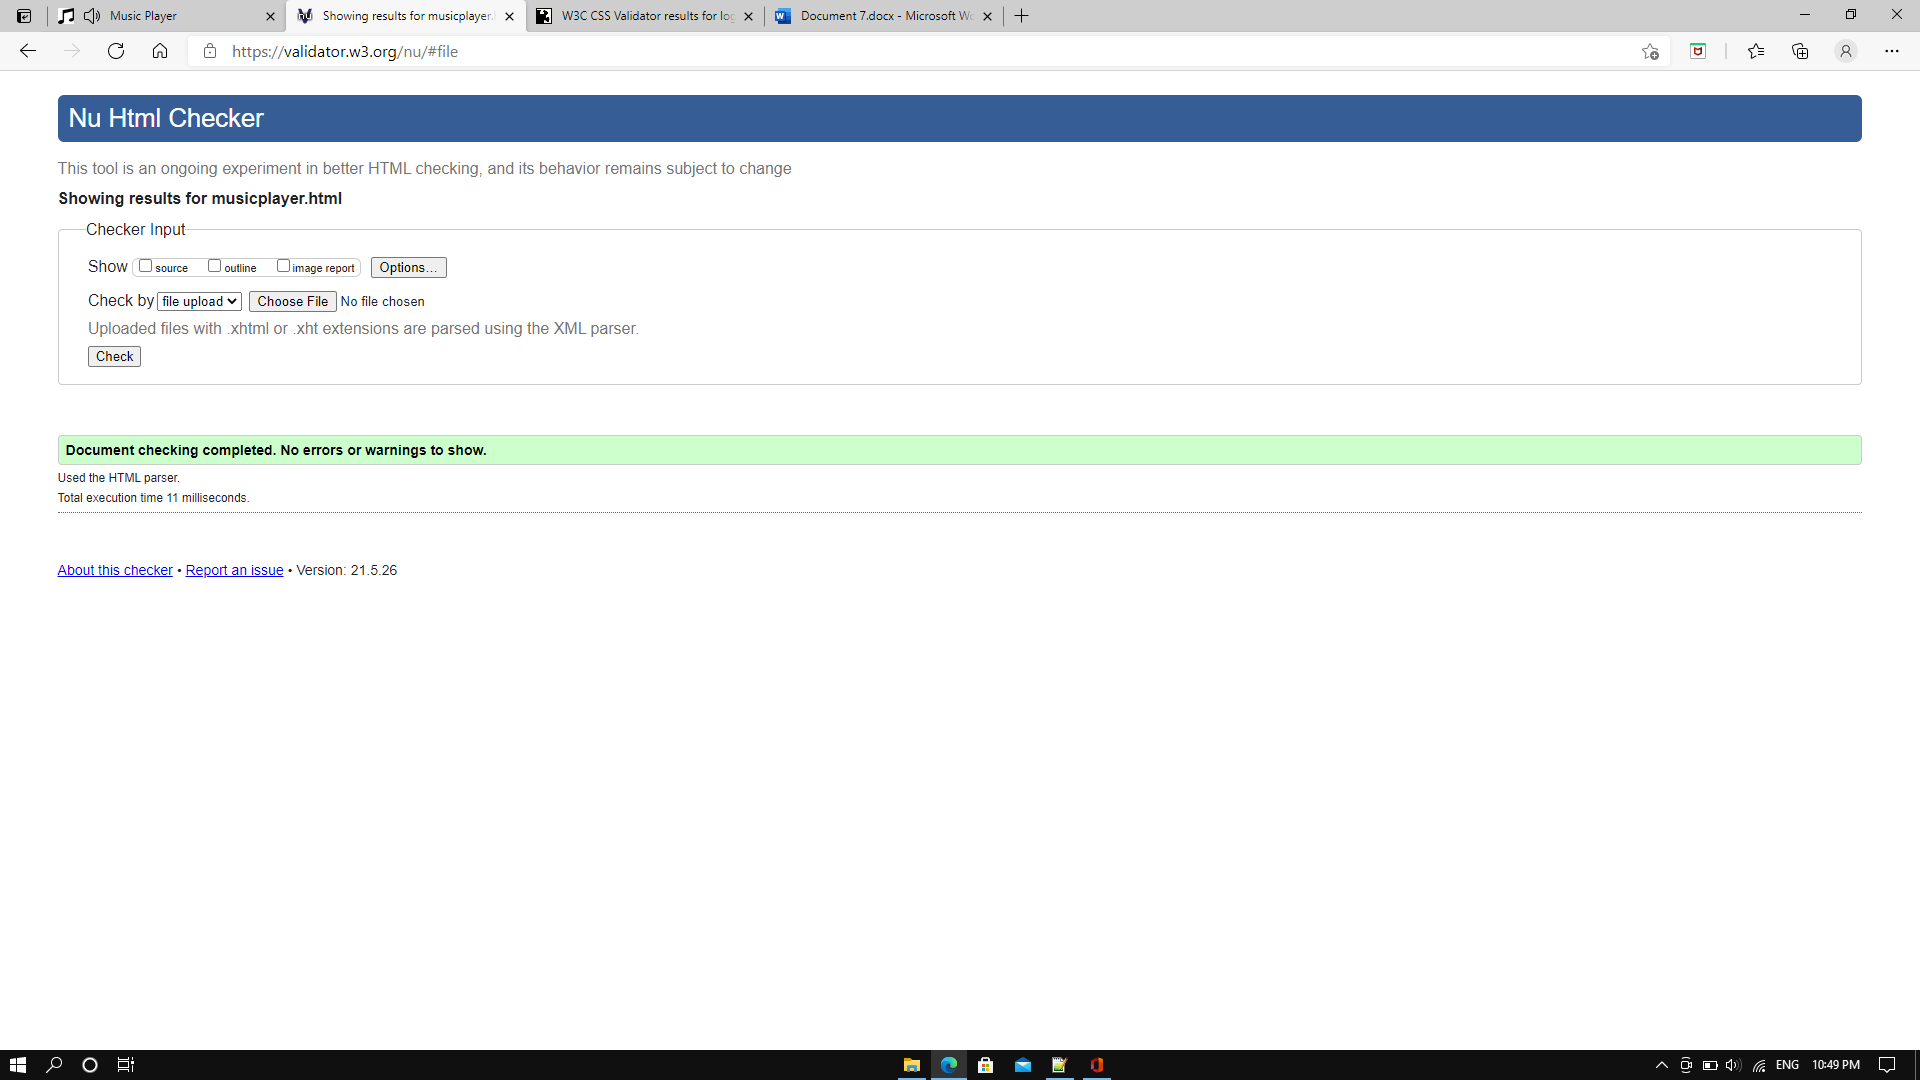 Music Player
Showing results for musicplayer.
W3C CSS Validator results for log
Document 7.docx - Microsoft Wo
https://validator.w3.org/nu/#file
Nu Html Checker
This tool is an ongoing experiment in better HTML checking, and its behavior remains subject to change
Showing results for musicplayer.html
Checker Input
Show source outline image report Options...
Check by file upload Choose File No file chosen
Uploaded files with .xhtml or .xht extensions are parsed using the XML parser.
Check
Document checking completed. No errors or warnings to show.
Used the HTML parser.
Total execution time 11 milliseconds.
About this checker • Report an issue • Version: 21.5.26
ENG 10:49 PM